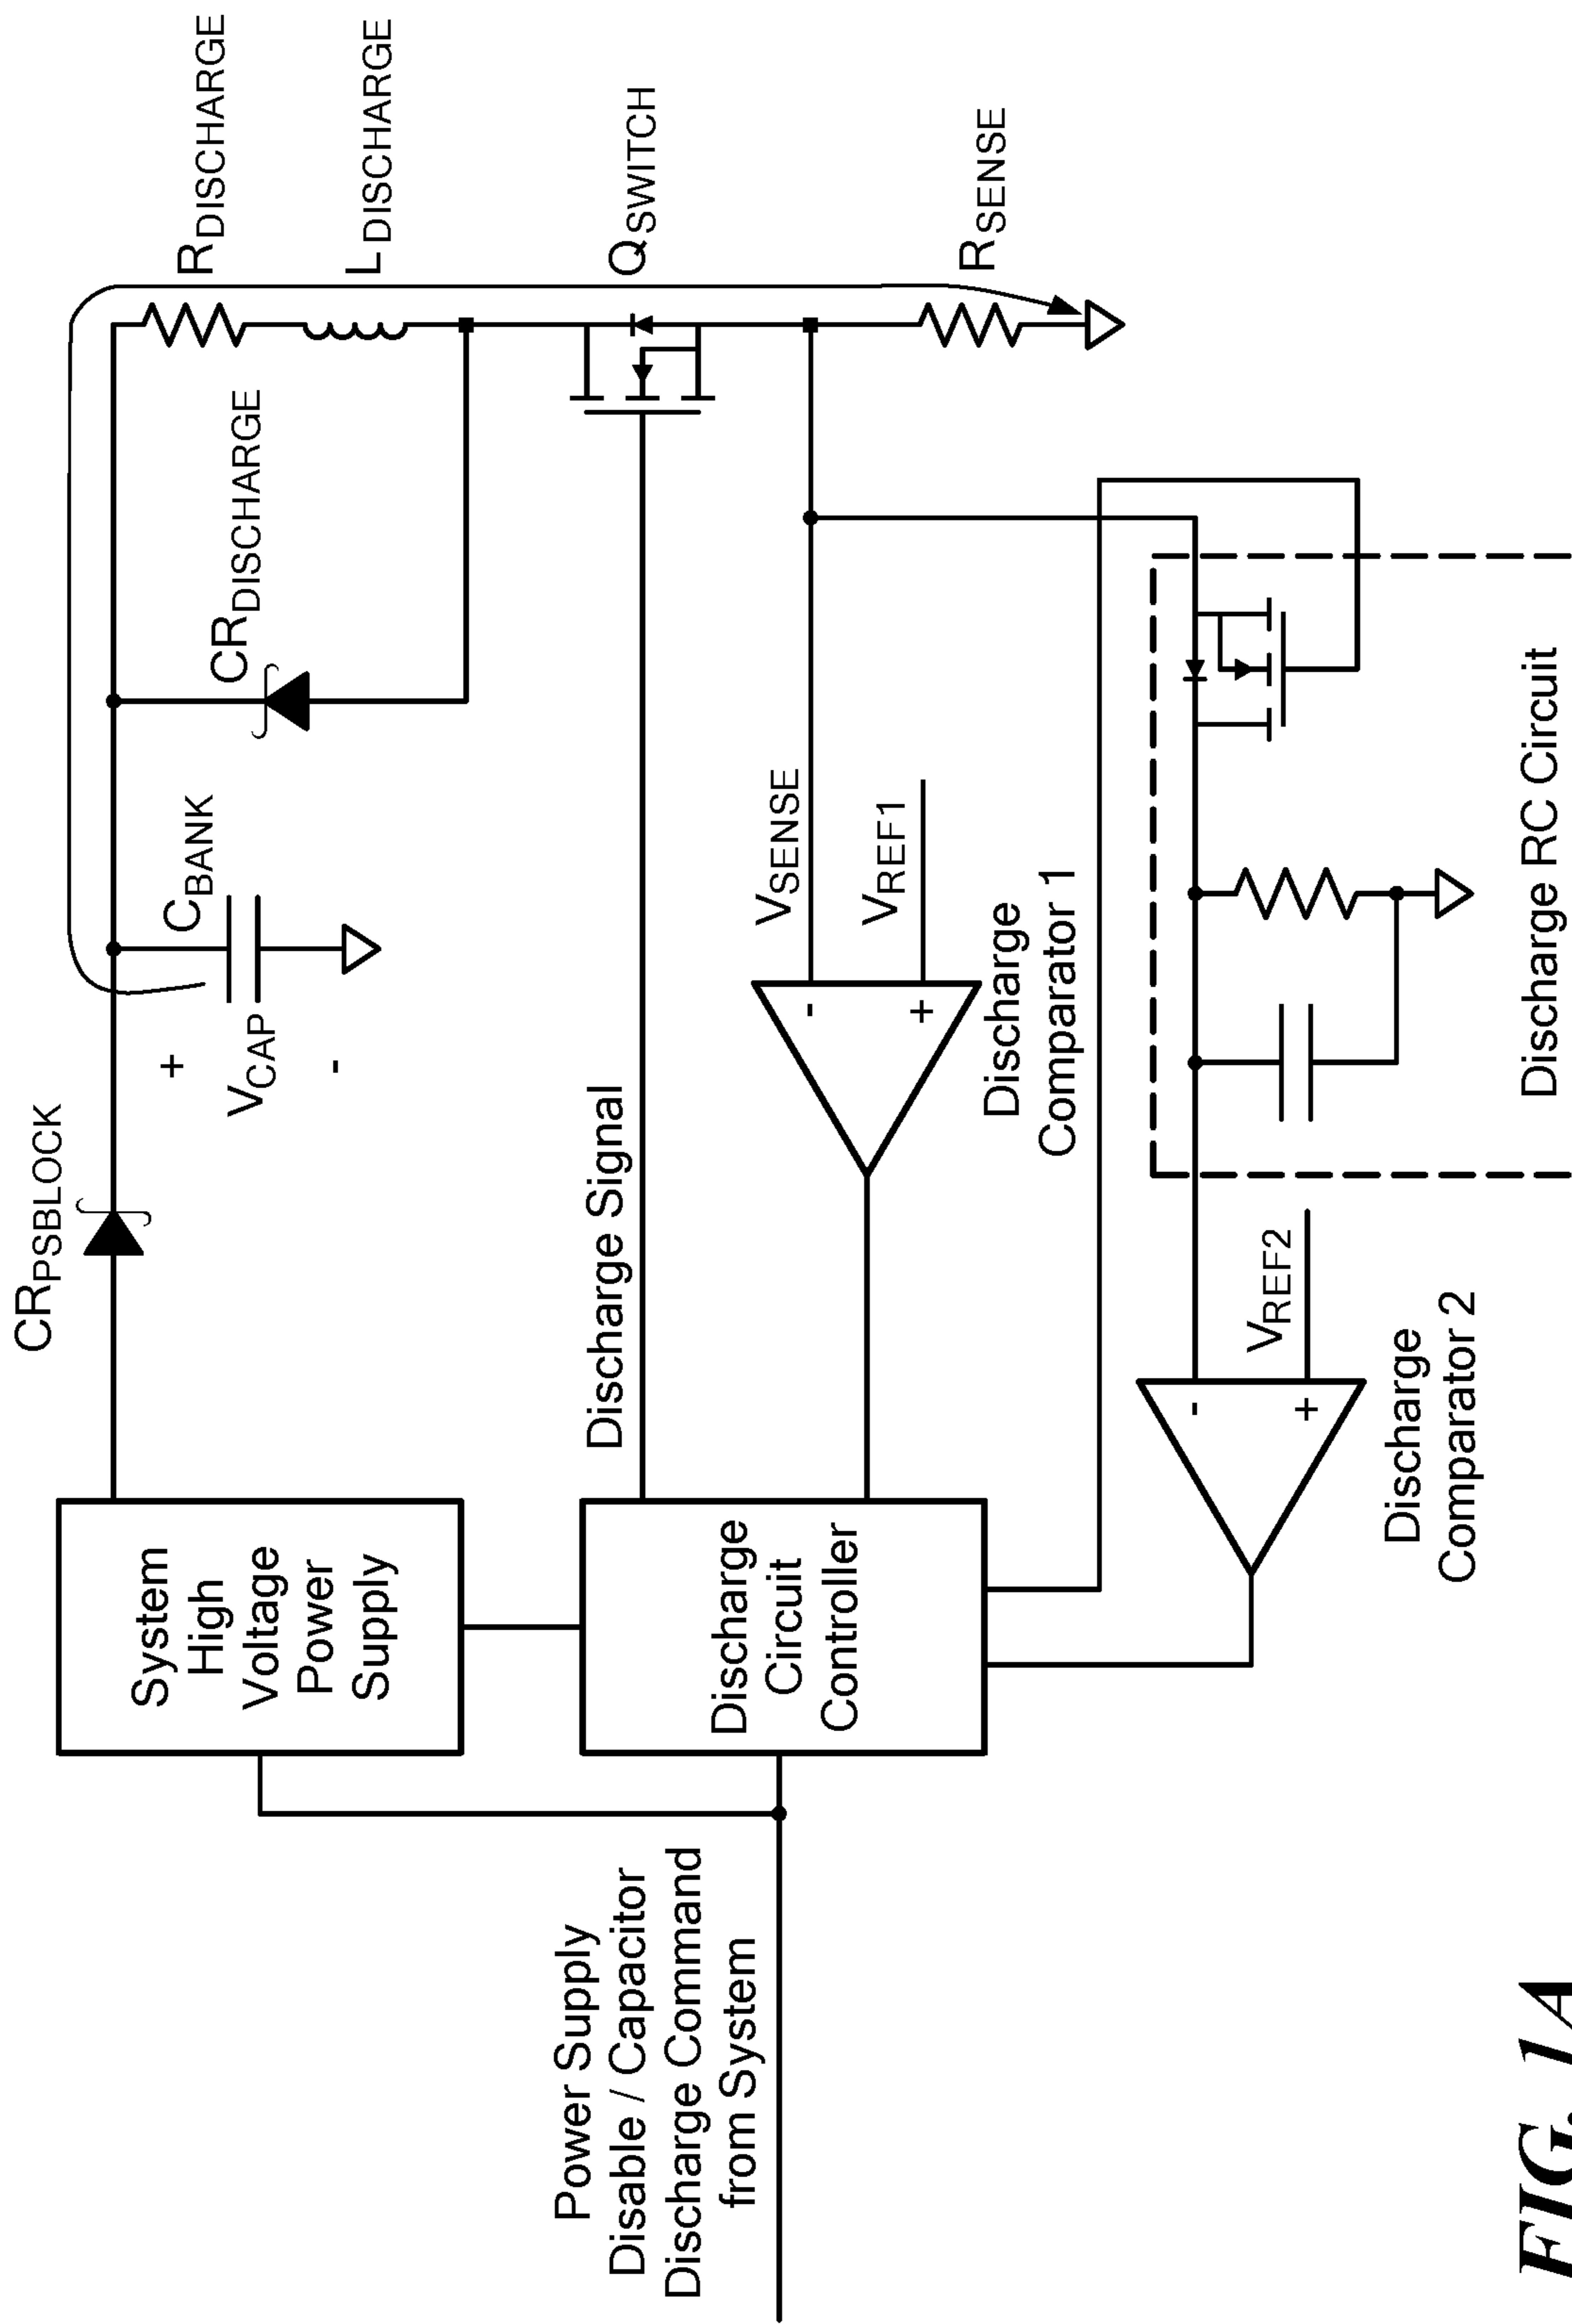 CRPSBLOCK
+
VCAP
-
CBANK
CRDISCHARGE
RDISCHARGE
LDISCHARGE
QSWITCH
RSENSE
System
High
Voltage
Power
Supply
Discharge Signal
Discharge
Circuit
Controller
VSENSE
VREF1
-
+
Discharge
Comparator 1
Power Supply
Disable / Capacitor
Discharge Command
from System
VREF2
-
+
Discharge
Comparator 2
Discharge RC Circuit
FIG. 1A